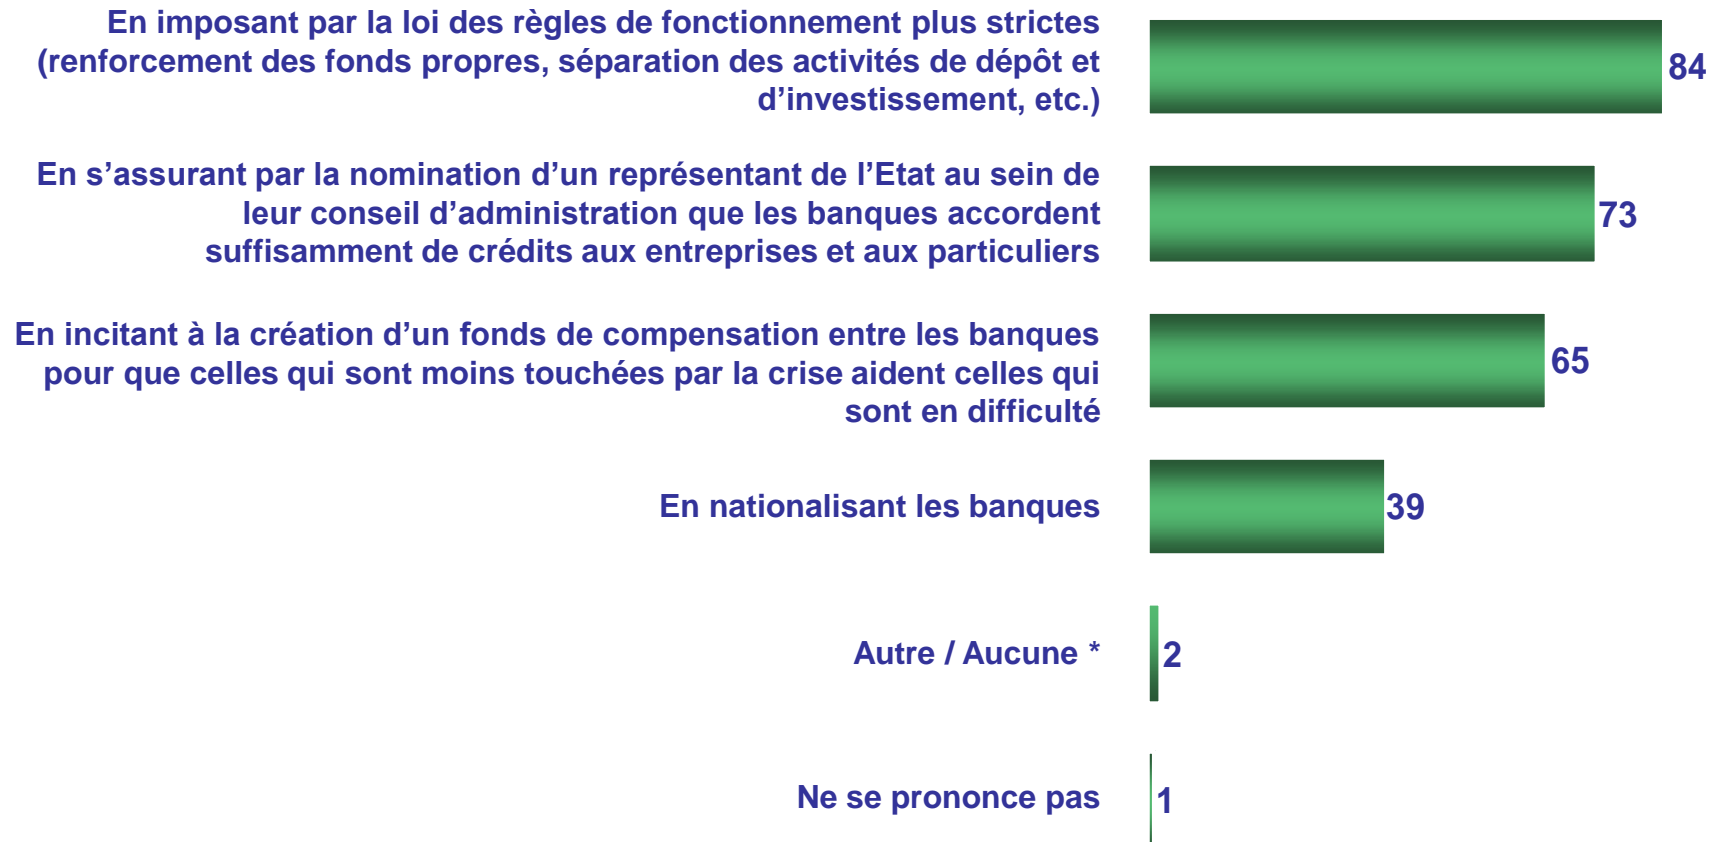 En imposant par la loi des règles de fonctionnement plus strictes
(renforcement des fonds propres, séparation des activités de dépôt et
d’investissement, etc.)
84
En s’assurant par la nomination d’un représentant de l’Etat au sein de
leur conseil d’administration que les banques accordent
suffisamment de crédits aux entreprises et aux particuliers
73
En incitant à la création d’un fonds de compensation entre les banques
pour que celles qui sont moins touchées par la crise aident celles qui
sont en difficulté
65
En nationalisant les banques
39
Autre / Aucune *
2
Ne se prononce pas
1